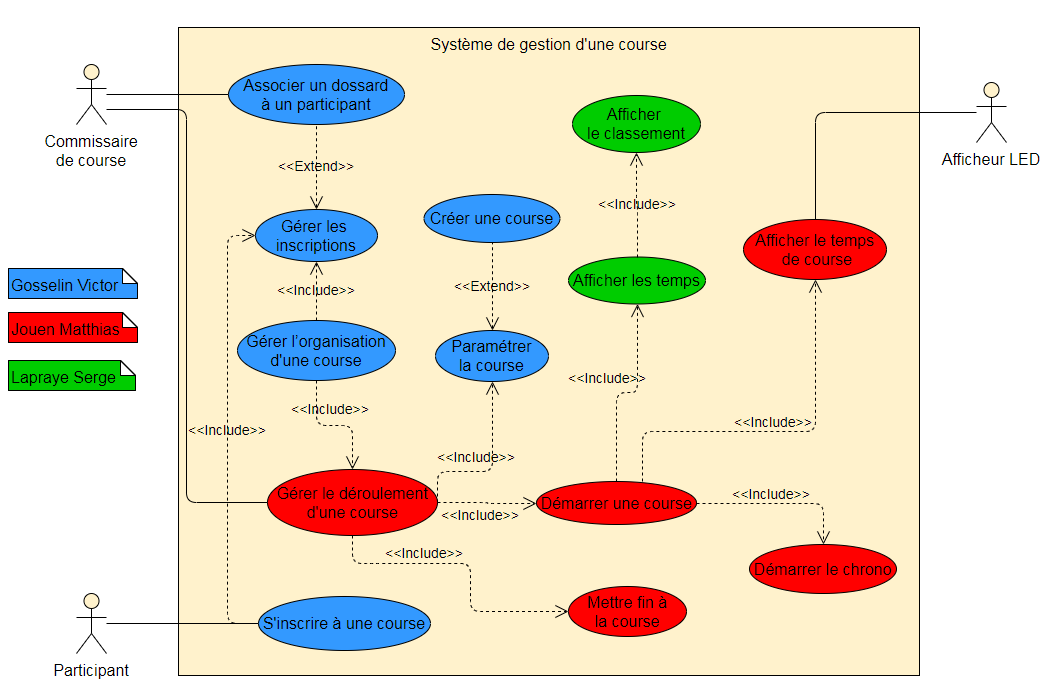 Système de gestion d'une course
Associer un dossard
à un participant
Commissaire
de course
Afficher
le classement
Afficheur LED
<<Extend>>
<<Include>>
Gérer les
inscriptions
Créer une course
Afficher le temps
de course
Gosselin Victor
<<Include>>
<<Extend>>
Afficher les temps
Jouen Matthias
Gérer l'organisation
d'une course
Paramétrer
la course
Lapraye Serge
<<Include>>
<<Include>>
<<Include>>
<<Include>>
<<Include>>
Gérer le déroulement
d'une course
<<Include>>
Démarrer une course
<<Include>>
<<Include>>
Démarrer le chrono
Mettre fin à
la course
S'inscrire à une course
Participant